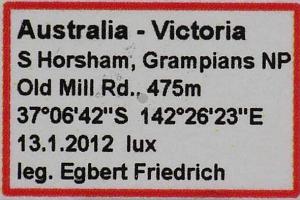 Australia - Victoria
S Horsham, Grampians NP
Old Mill Rd., 475m
37°06'42"S 142°26'23"E
13.1.2012 lux
leg. Egbert Friedrich